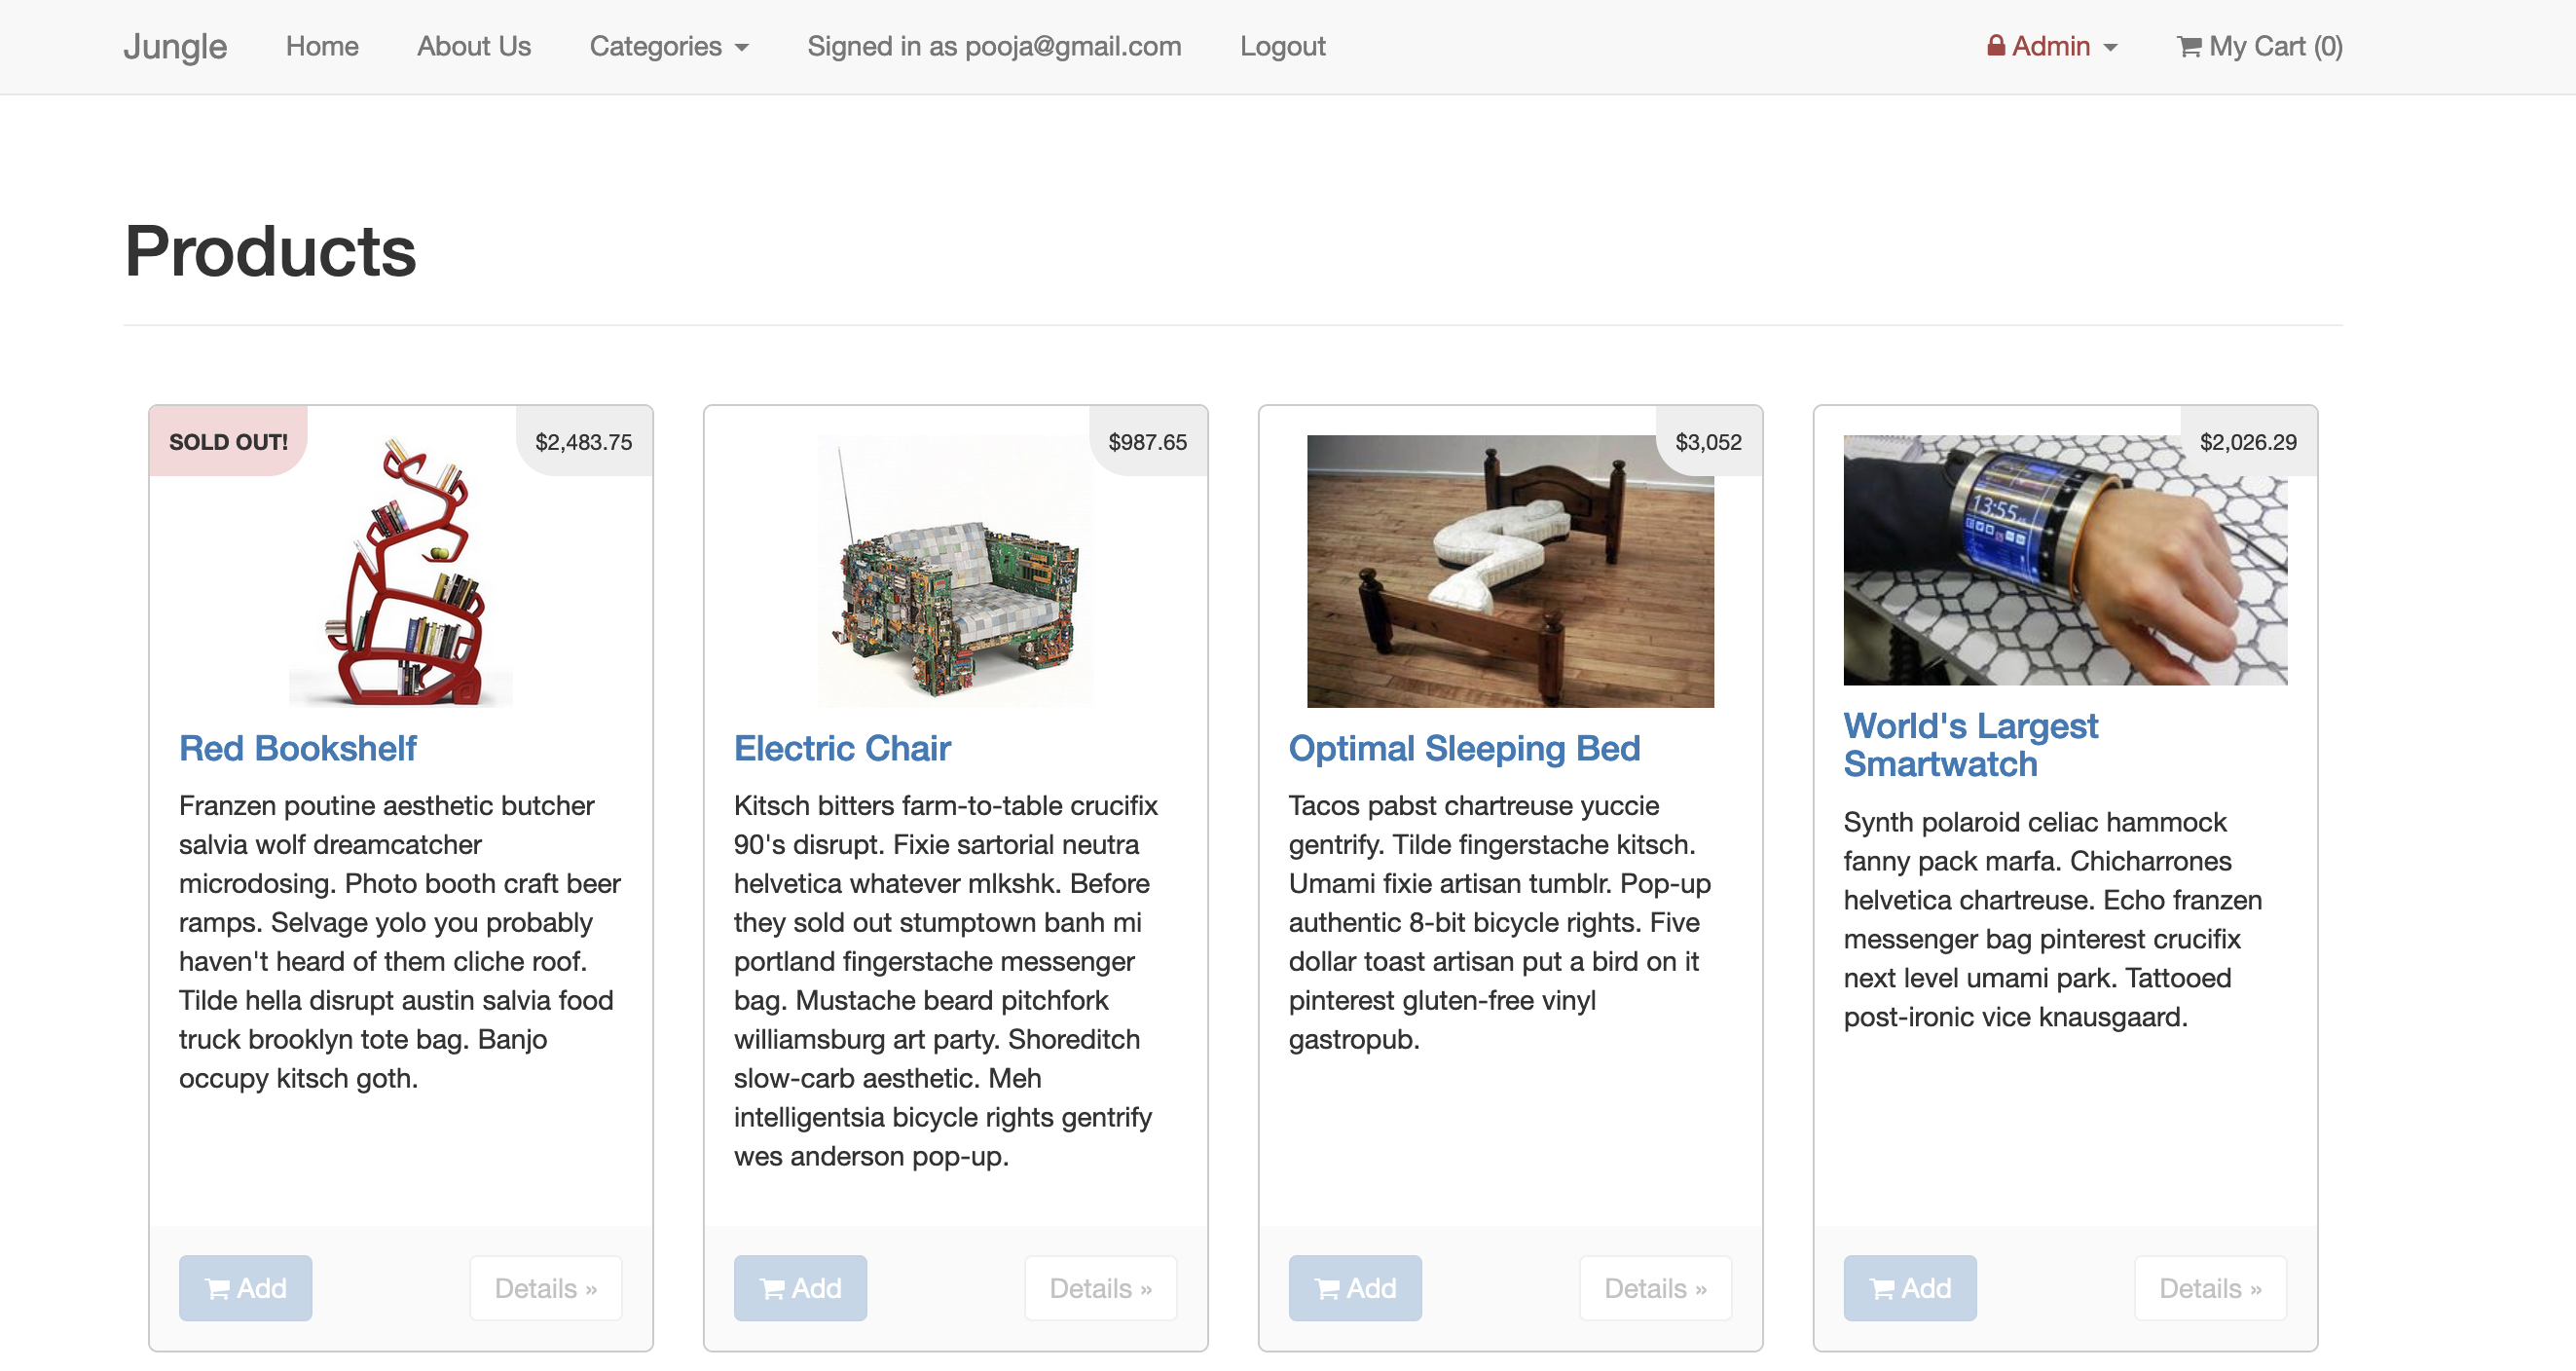 Jungle Home About Us Categories Signed in as pooja@gmail.com Logout Admin My Cart (0)
Products
SOLD OUT!
$2,483.75
Red Bookshelf
Franzen poutine aesthetic butcher
salvia wolf dreamcatcher
microdosing. Photo booth craft beer
ramps. Selvage yolo you probably
haven't heard of them cliche roof.
Tilde hella disrupt austin salvia food
truck brooklyn tote bag. Banjo
occupy kitsch goth.
Add
Details »
$987.65
Electric Chair
Kitsch bitters farm-to-table crucifix
90's disrupt. Fixie sartorial neutra
helvetica whatever mlkshk. Before
they sold out stumptown banh mi
portland fingerstache messenger
bag. Mustache beard pitchfork
williamsburg art party. Shoreditch
slow-carb aesthetic. Meh
intelligentsia bicycle rights gentrify
wes anderson pop-up.
Add
Details »
$3,052
Optimal Sleeping Bed
Tacos pabst chartreuse yuccie
gentrify. Tilde fingerstache kitsch.
Umami fixie artisan tumblr. Pop-up
authentic 8-bit bicycle rights. Five
dollar toast artisan put a bird on it
pinterest gluten-free vinyl
gastropub.
Add
Details »
$2,026.29
13:55
World's Largest
Smartwatch
Synth polaroid celiac hammock
fanny pack marfa. Chicharrones
helvetica chartreuse. Echo franzen
messenger bag pinterest crucifix
next level umami park. Tattooed
post-ironic vice knausgaard.
Add
Details »